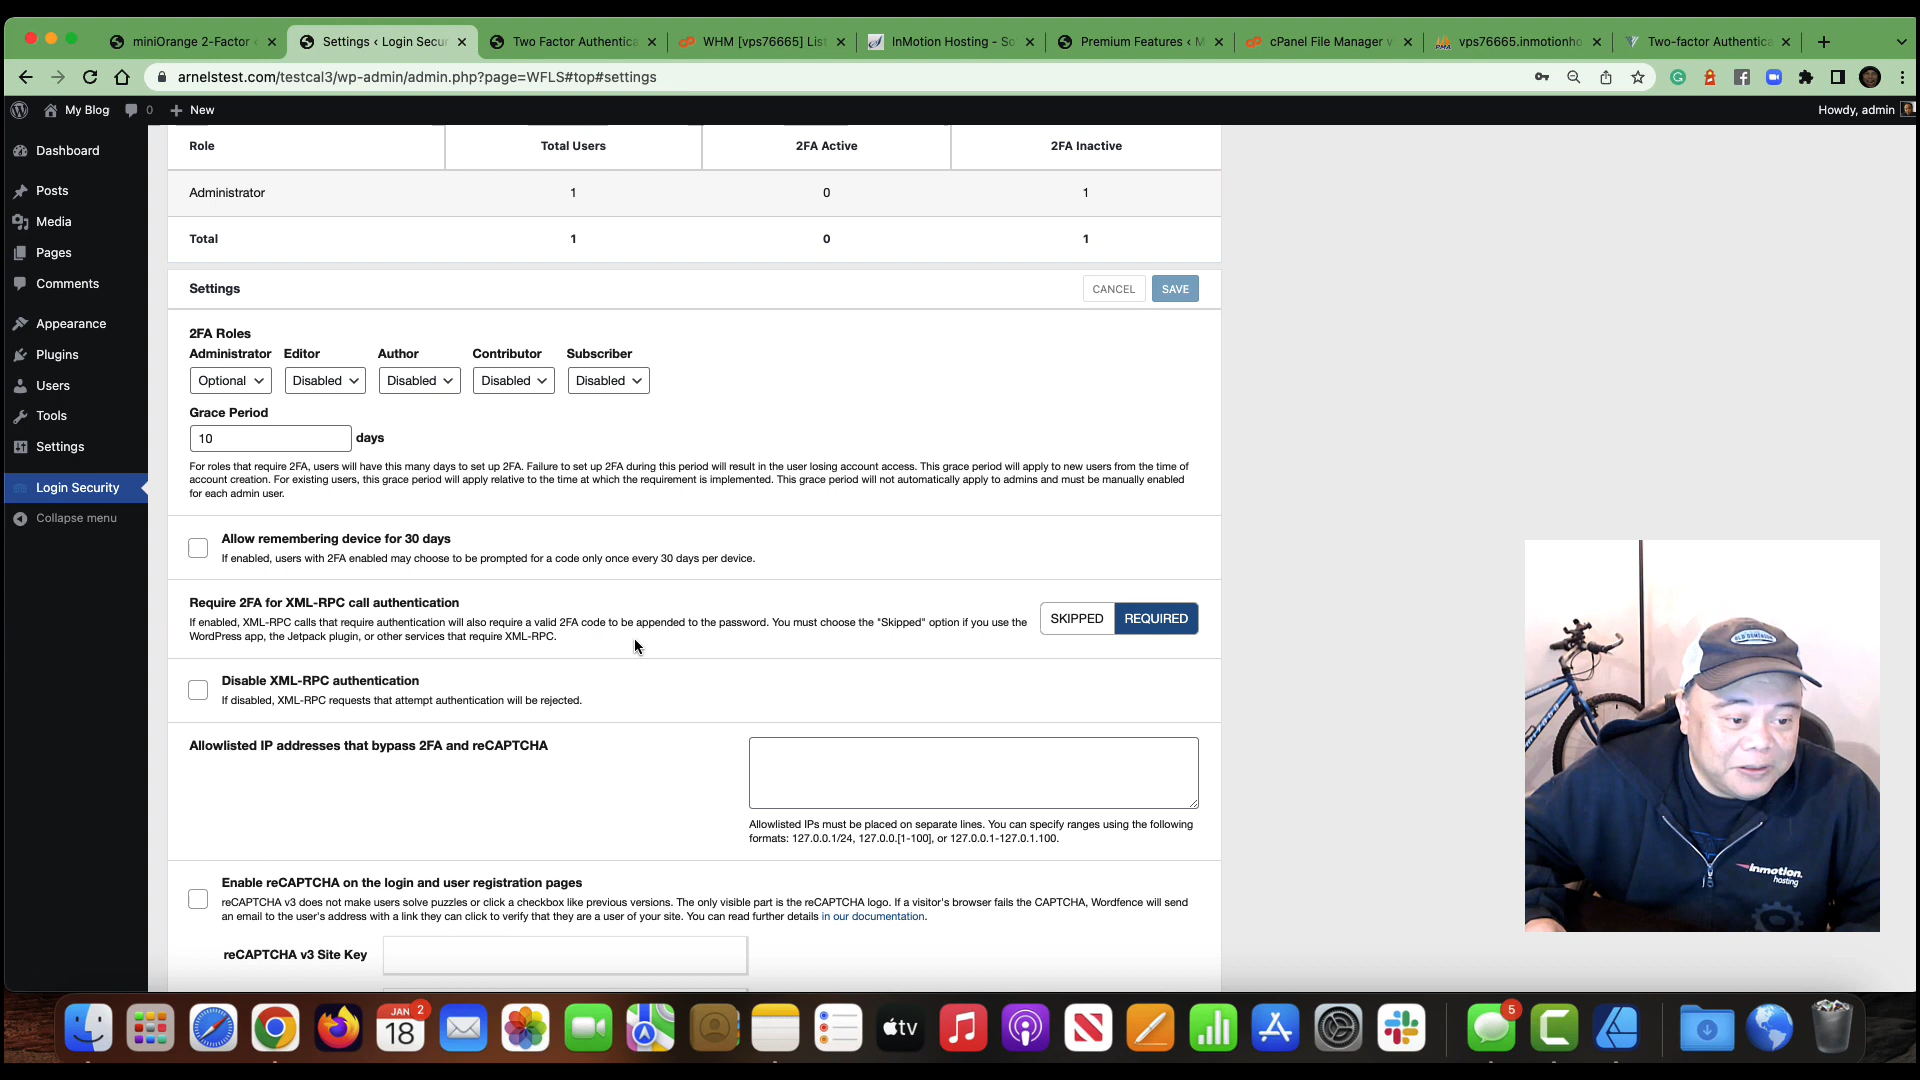 miniOrange 2-Factor
Settings ‹ Login Secur
Two Factor Authentica
WHM [vps76665] List
InMotion Hosting - So
Premium Features ‹ M
cPanel File Manager v
vps76665.inmotionho
Two-factor Authentica
arnelstest.com/testcal3/wp-admin/admin.php?page=WFLS#top#settings
My Blog
0
New
Howdy, admin
Dashboard
Posts
Media
Pages
Comments
Appearance
Plugins
Users
Tools
Settings
Login Security
Collapse menu
Role Total Users 2FA Active 2FA Inactive
Administrator 1 0 1
Total 1 0 1
Settings
CANCEL SAVE
2FA Roles
Administrator Editor Author Contributor Subscriber
Optional Disabled Disabled Disabled Disabled
Grace Period
10 days
For roles that require 2FA, users will have this many days to set up 2FA. Failure to set up 2FA during this period will result in the user losing account access. This grace period will apply to new users from the time of
account creation. For existing users, this grace period will apply relative to the time at which the requirement is implemented. This grace period will not automatically apply to admins and must be manually enabled
for each admin user.
Allow remembering device for 30 days
If enabled, users with 2FA enabled may choose to be prompted for a code only once every 30 days per device.
Require 2FA for XML-RPC call authentication
If enabled, XML-RPC calls that require authentication will also require a valid 2FA code to be appended to the password. You must choose the "Skipped" option if you use the
WordPress app, the Jetpack plugin, or other services that require XML-RPC.
SKIPPED REQUIRED
Disable XML-RPC authentication
If disabled, XML-RPC requests that attempt authentication will be rejected.
Allowlisted IP addresses that bypass 2FA and reCAPTCHA
Allowlisted IPs must be placed on separate lines. You can specify ranges using the following
formats: 127.0.0.1/24, 127.0.0.[1-100], or 127.0.0.1-127.0.1.100.
Enable reCAPTCHA on the login and user registration pages
reCAPTCHA v3 does not make users solve puzzles or click a checkbox like previous versions. The only visible part is the reCAPTCHA logo. If a visitor's browser fails the CAPTCHA, Wordfence will send
an email to the user's address with a link they can click to verify that they are a user of your site. You can read further details in our documentation.
reCAPTCHA v3 Site Key
OLD DOMINION
inmotion.
hosting
JAN
18
2
tv
5